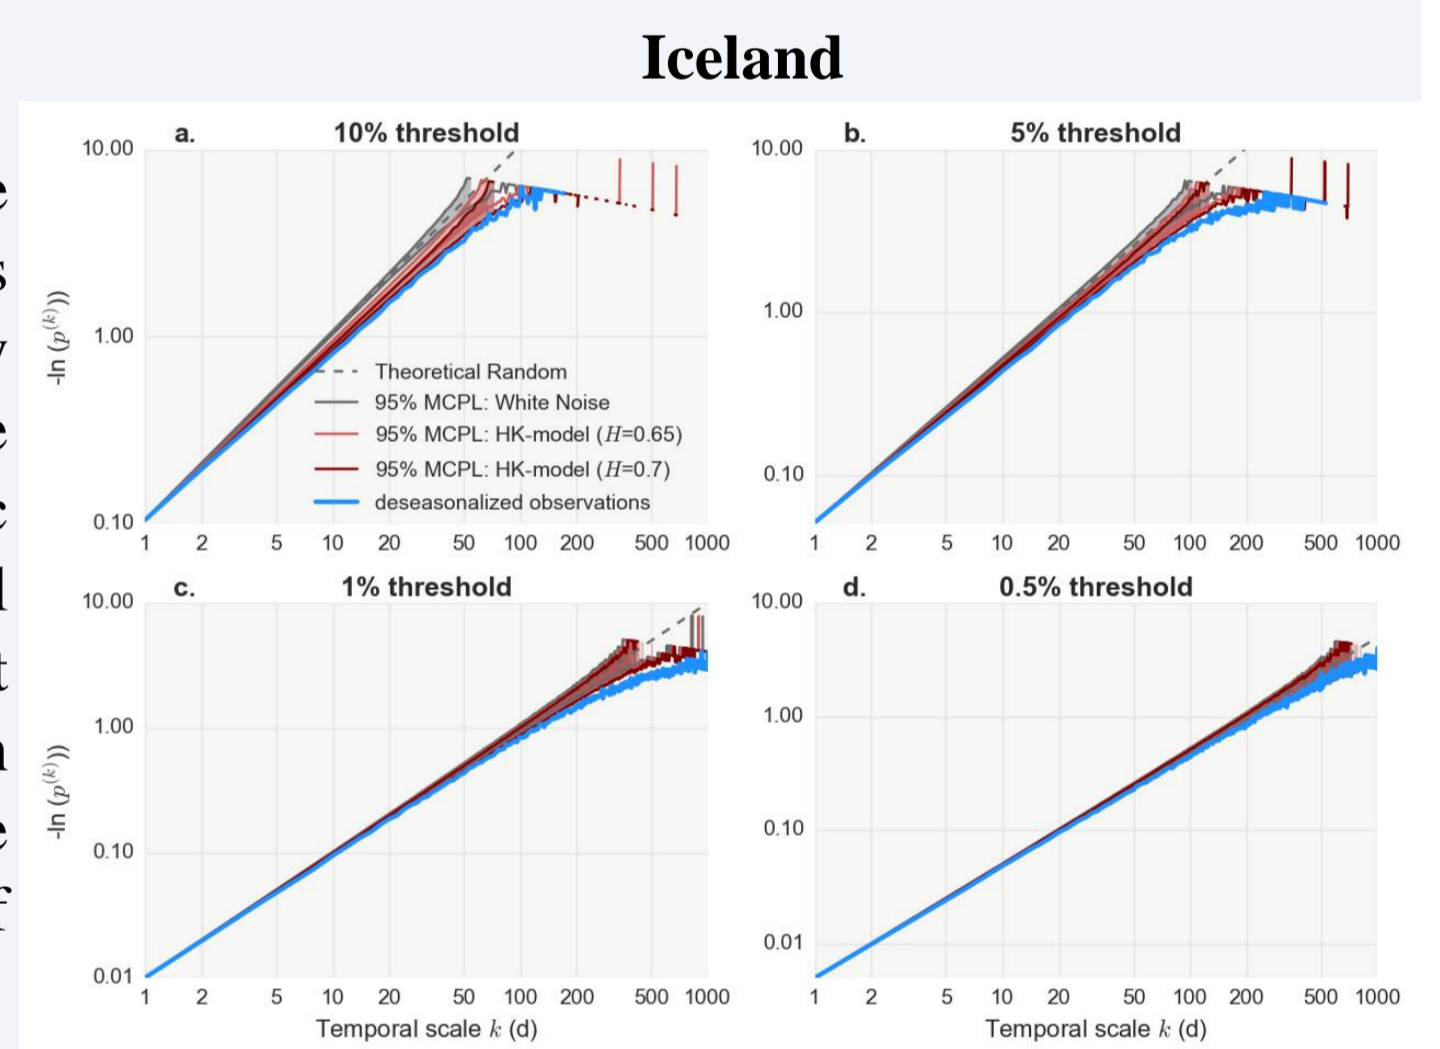 Iceland
a. 10% threshold
10.00
1.00
0.10
-ln (p^(k)))
Theoretical Random
95% MCPL: White Noise
95% MCPL: HK-model (H=0.65)
95% MCPL: HK-model (H=0.7)
deseasonalized observations
1 2 5 10 20 50 100 200 500 1000
b. 5% threshold
10.00
1.00
0.10
1 2 5 10 20 50 100 200 500 1000
c. 1% threshold
10.00
1.00
0.10
0.01
-ln (p^(k)))
1 2 5 10 20 50 100 200 500 1000
Temporal scale k (d)
d. 0.5% threshold
10.00
1.00
0.10
0.01
1 2 5 10 20 50 100 200 500 1000
Temporal scale k (d)